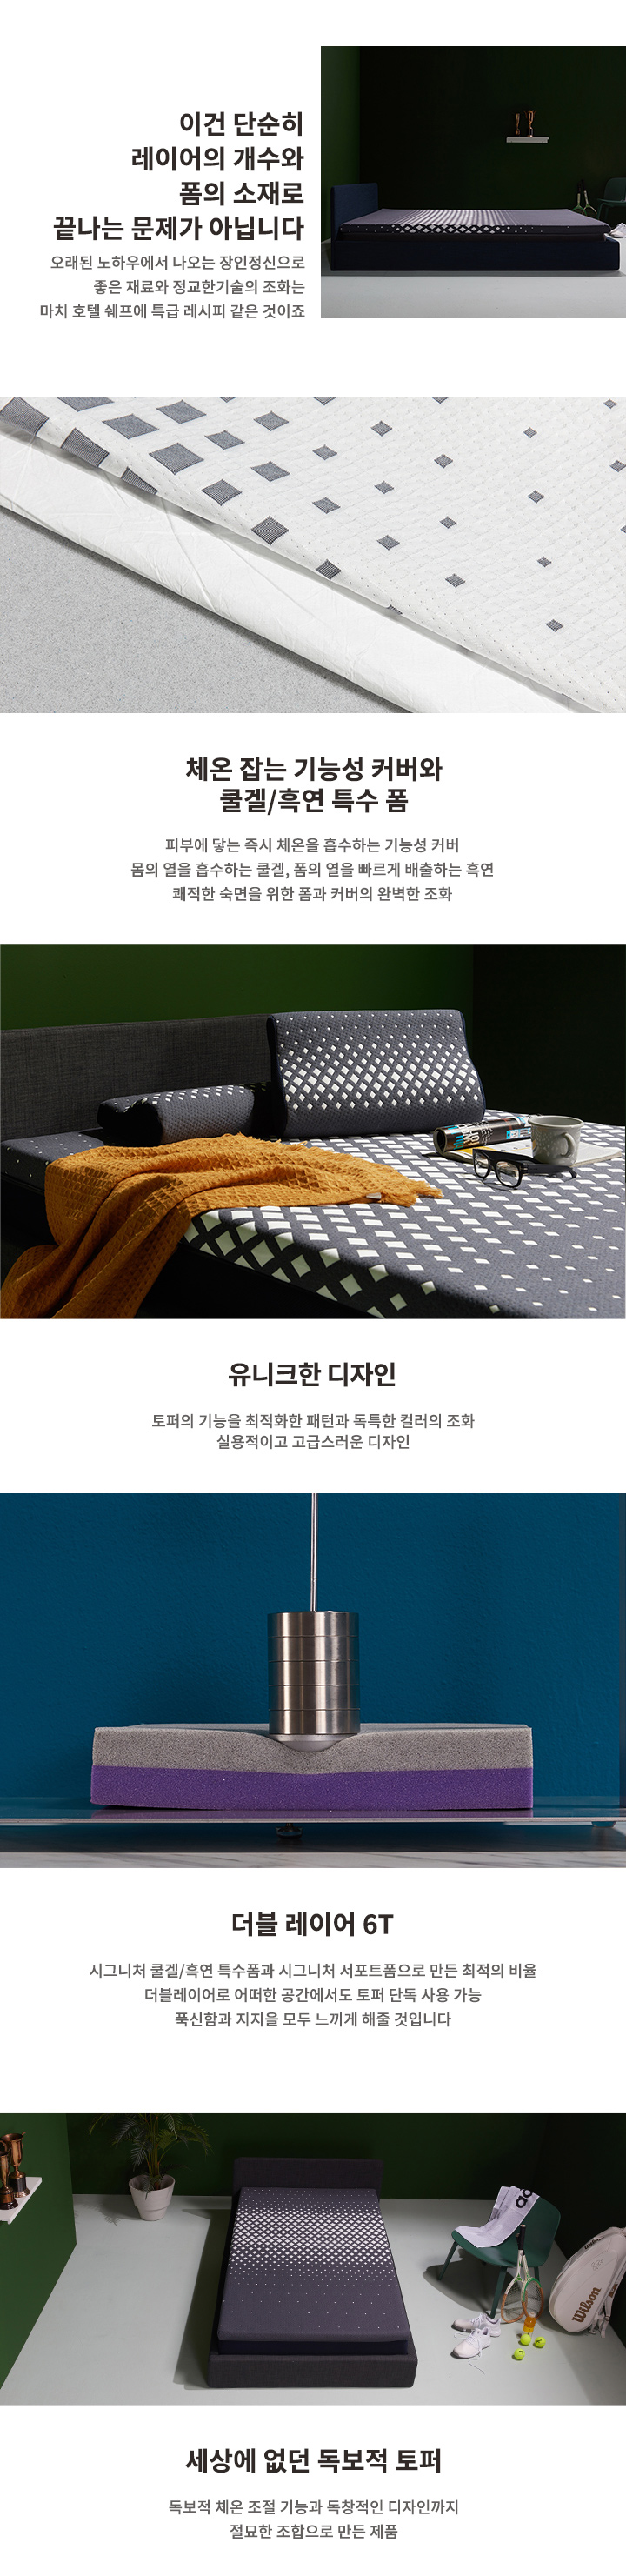 이건 단순히
레이어의 개수와
폼의 소재로
끝나는 문제가 아닙니다
오래된 노하우에서 나오는 장인정신으로
좋은 재료와 정교한기술의 조화는
마치 호텔 쉐프에 특급 레시피 같은 것이죠
체온 잡는 기능성 커버와
쿨겔/흑연 특수 폼
피부에 닿는 즉시 체온을 흡수하는 기능성 커버
몸의 열을 흡수하는 쿨겔, 폼의 열을 빠르게 배출하는 흑연
쾌적한 숙면을 위한 폼과 커버의 완벽한 조화
유니크한 디자인
토퍼의 기능을 최적화한 패턴과 독특한 컬러의 조화
실용적이고 고급스러운 디자인
더블 레이어 6T
시그니처 쿨겔/흑연 특수폼과 시그니처 서포트폼으로 만든 최적의 비율
더블레이어로 어떠한 공간에서도 토퍼 단독 사용 가능
푹신함과 지지을 모두 느끼게 해줄 것입니다
Wilson
세상에 없던 독보적 토퍼
독보적 체온 조절 기능과 독창적인 디자인까지
절묘한 조합으로 만든 제품